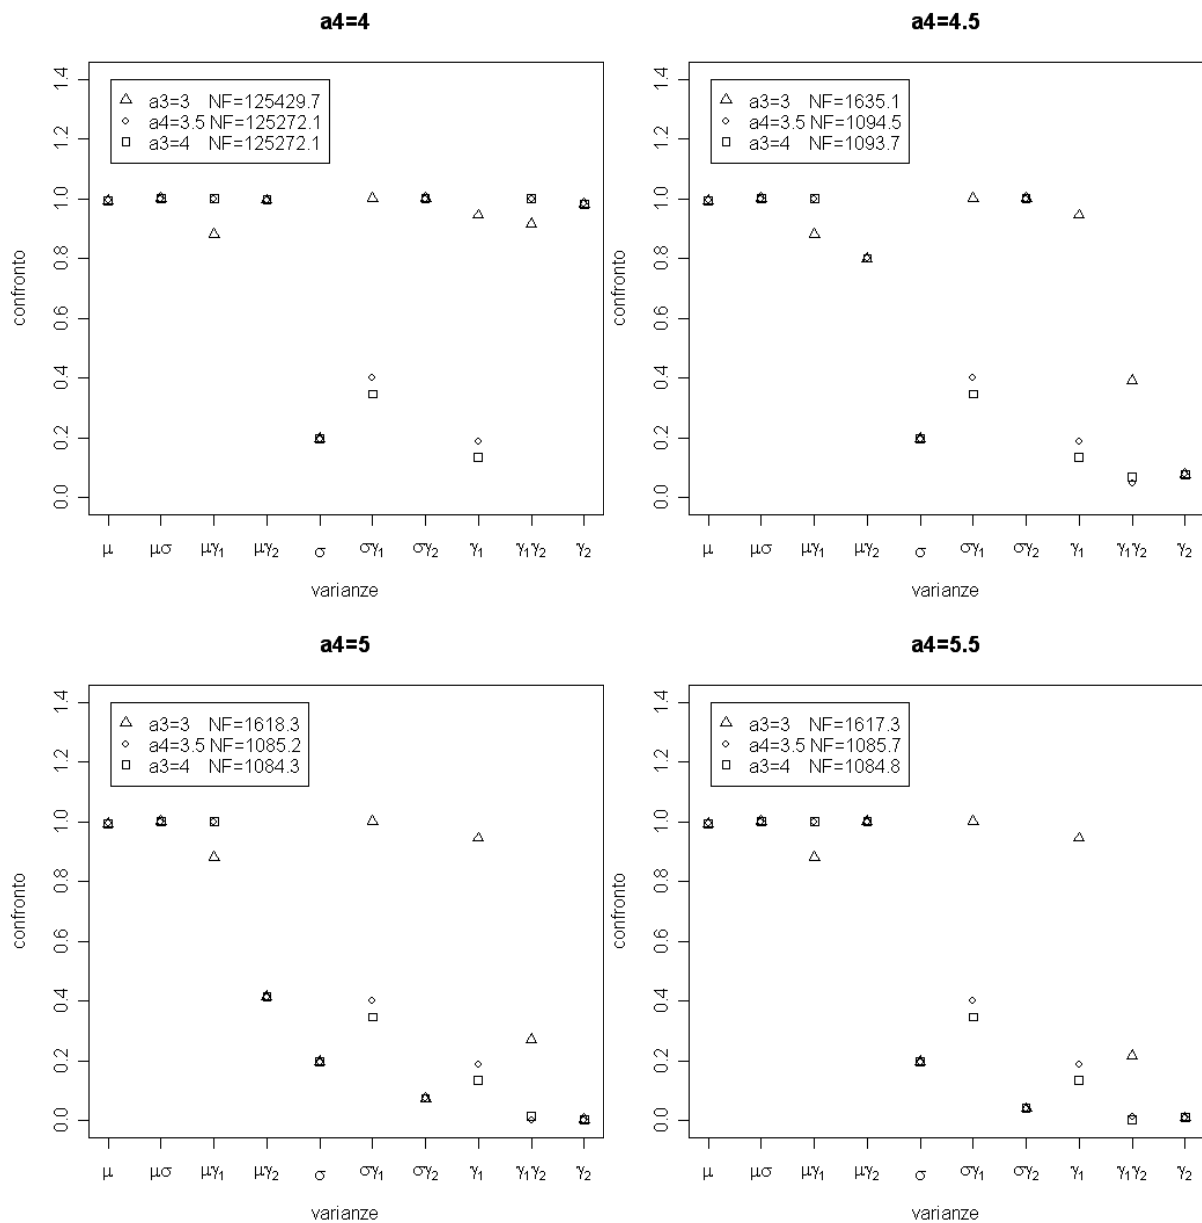 a4=4
1.4
1.2
1.0
0.8
0.6
0.4
0.2
0.0
confronto
a3=3 NF=125429.7
a4=3.5 NF=125272.1
a3=4 NF=125272.1
μ μσ μγ₁ μγ₂ σ σγ₁ σγ₂ γ₁ γ₁γ₂ γ₂
varianze
a4=4.5
1.4
1.2
1.0
0.8
0.6
0.4
0.2
0.0
confronto
a3=3 NF=1635.1
a4=3.5 NF=1094.5
a3=4 NF=1093.7
μ μσ μγ₁ μγ₂ σ σγ₁ σγ₂ γ₁ γ₁γ₂ γ₂
varianze
a4=5
1.4
1.2
1.0
0.8
0.6
0.4
0.2
0.0
confronto
a3=3 NF=1618.3
a4=3.5 NF=1085.2
a3=4 NF=1084.3
μ μσ μγ₁ μγ₂ σ σγ₁ σγ₂ γ₁ γ₁γ₂ γ₂
varianze
a4=5.5
1.4
1.2
1.0
0.8
0.6
0.4
0.2
0.0
confronto
a3=3 NF=1617.3
a4=3.5 NF=1085.7
a3=4 NF=1084.8
μ μσ μγ₁ μγ₂ σ σγ₁ σγ₂ γ₁ γ₁γ₂ γ₂
varianze